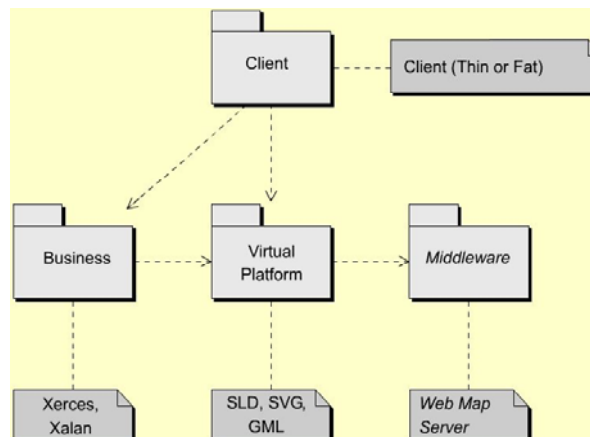 Client
Client (Thin or Fat)
Business
Virtual
Platform
Middleware
Xerces,
Xalan
SLD, SVG,
GML
Web Map
Server